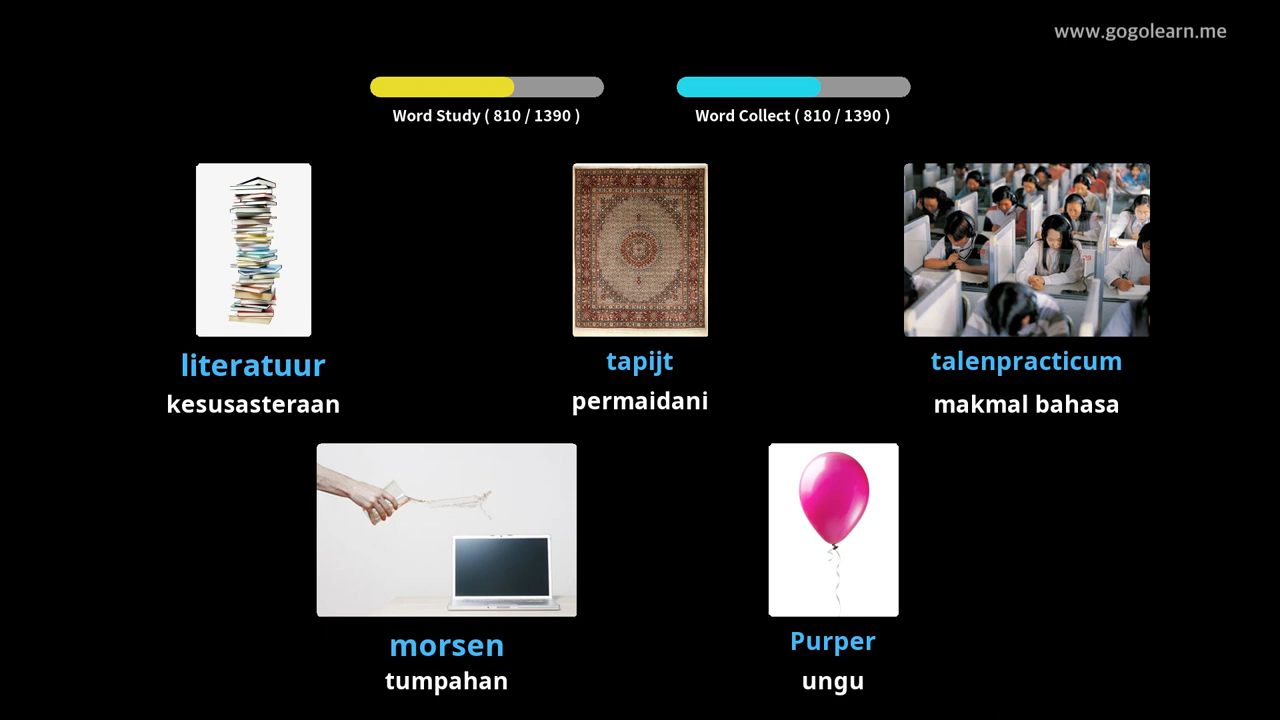 www.gogolearn.me
Word Study ( 810 / 1390 )
Word Collect ( 810 / 1390 )
literatuur
kesusasteraan
tapijt
permaidani
talenpracticum
makmal bahasa
morsen
tumpahan
Purper
ungu